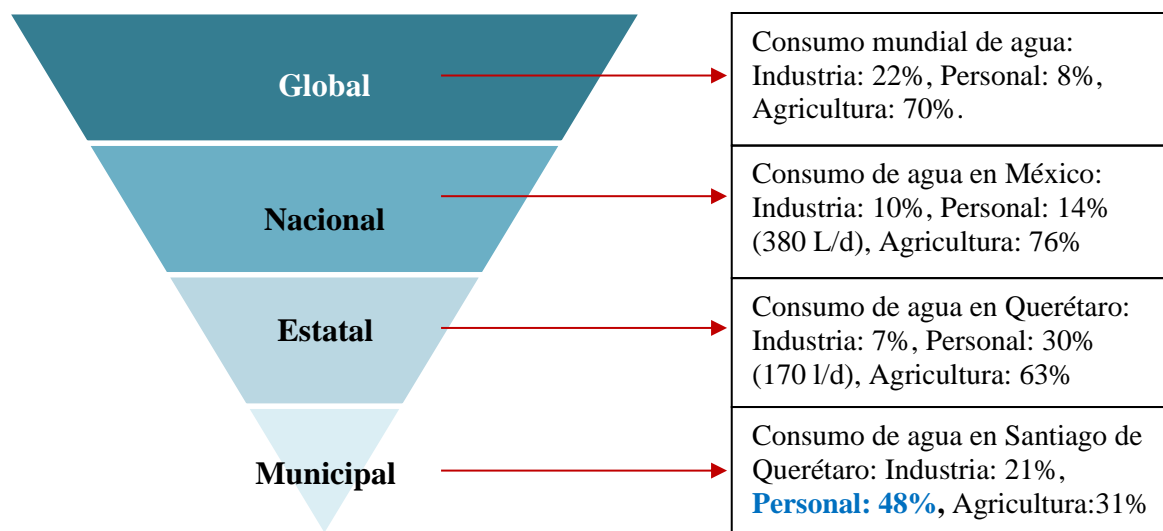 Global
Consumo mundial de agua:
Industria: 22%, Personal: 8%,
Agricultura: 70%.
Nacional
Consumo de agua en México:
Industria: 10%, Personal: 14%
(380 L/d), Agricultura: 76%
Estatal
Consumo de agua en Querétaro:
Industria: 7%, Personal: 30%
(170 l/d), Agricultura: 63%
Municipal
Consumo de agua en Santiago de
Querétaro: Industria: 21%,
Personal: 48%, Agricultura:31%